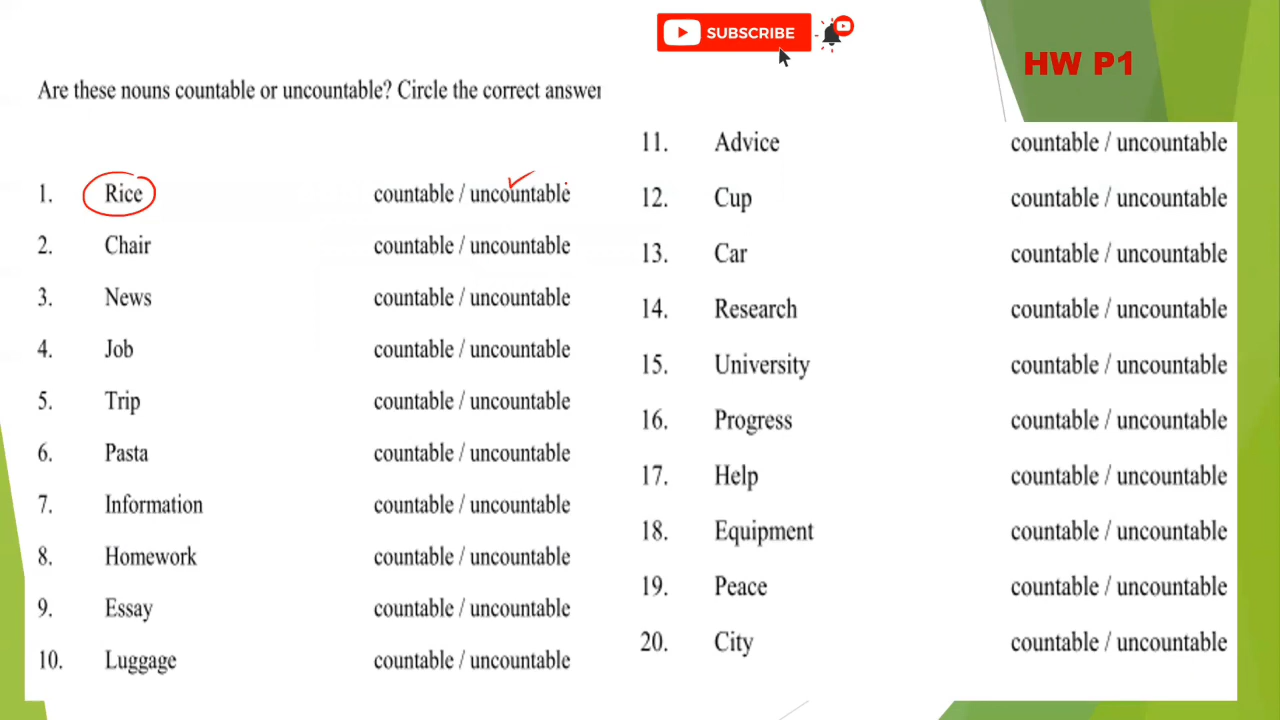 SUBSCRIBE
HW P1
Are these nouns countable or uncountable? Circle the correct answer
1. Rice countable / uncountable
2. Chair countable / uncountable
3. News countable / uncountable
4. Job countable / uncountable
5. Trip countable / uncountable
6. Pasta countable / uncountable
7. Information countable / uncountable
8. Homework countable / uncountable
9. Essay countable / uncountable
10. Luggage countable / uncountable
11. Advice countable / uncountable
12. Cup countable / uncountable
13. Car countable / uncountable
14. Research countable / uncountable
15. University countable / uncountable
16. Progress countable / uncountable
17. Help countable / uncountable
18. Equipment countable / uncountable
19. Peace countable / uncountable
20. City countable / uncountable